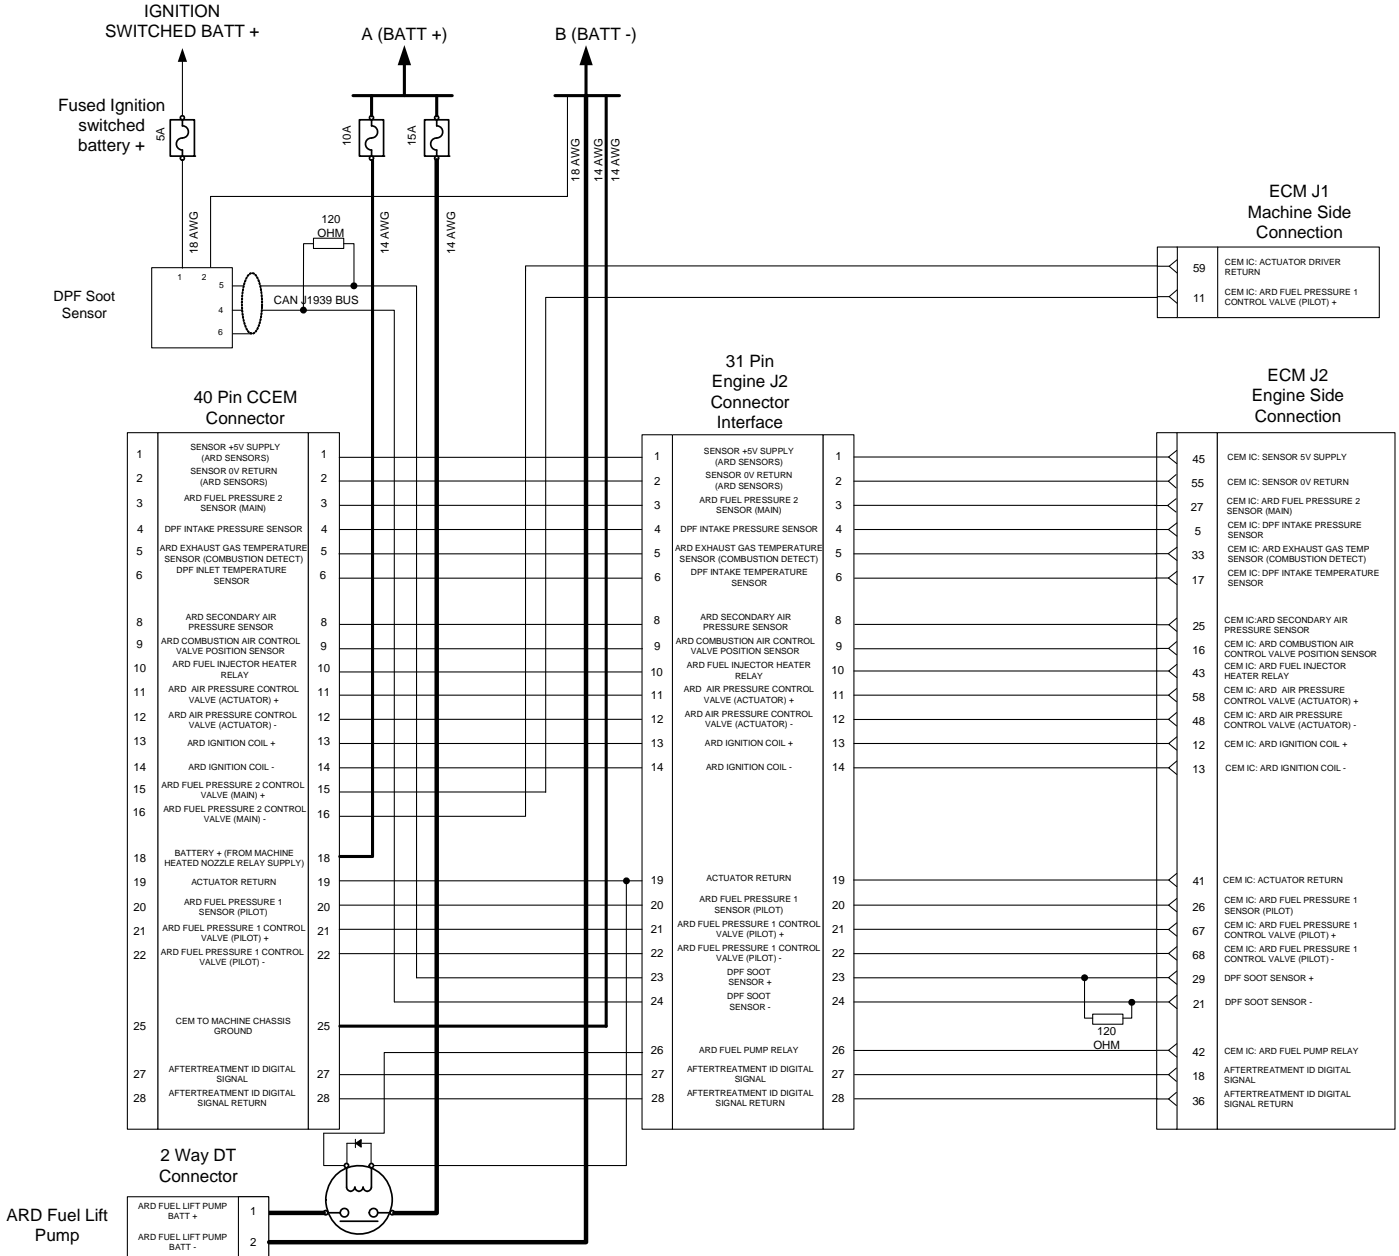 IGNITION
SWITCHED BATT +
A (BATT +)
B (BATT -)
Fused Ignition
switched
battery +
5A
10A
15A
18 AWG
14 AWG
14 AWG
18 AWG
14 AWG
14 AWG
120
OHM
1
2
5
4
6
CAN J1939 BUS
DPF Soot
Sensor
ECM J1
Machine Side
Connection
59
CEM IC: ACTUATOR DRIVER
RETURN
11
CEM IC: ARD FUEL PRESSURE 1
CONTROL VALVE (PILOT) +
40 Pin CCEM
Connector
1
SENSOR +5V SUPPLY
(ARD SENSORS)
1
2
SENSOR 0V RETURN
(ARD SENSORS)
2
3
ARD FUEL PRESSURE 2
SENSOR (MAIN)
3
4
DPF INTAKE PRESSURE SENSOR
4
5
ARD EXHAUST GAS TEMPERATURE
SENSOR (COMBUSTION DETECT)
5
6
DPF INLET TEMPERATURE
SENSOR
6
8
ARD SECONDARY AIR
PRESSURE SENSOR
8
9
ARD COMBUSTION AIR CONTROL
VALVE POSITION SENSOR
9
10
ARD FUEL INJECTOR HEATER
RELAY
10
11
ARD AIR PRESSURE CONTROL
VALVE (ACTUATOR) +
11
12
ARD AIR PRESSURE CONTROL
VALVE (ACTUATOR) -
12
13
ARD IGNITION COIL +
13
14
ARD IGNITION COIL -
14
15
ARD FUEL PRESSURE 2 CONTROL
VALVE (MAIN) +
15
16
ARD FUEL PRESSURE 2 CONTROL
VALVE (MAIN) -
16
18
BATTERY + (FROM MACHINE
HEATED NOZZLE RELAY SUPPLY)
18
19
ACTUATOR RETURN
19
20
ARD FUEL PRESSURE 1
SENSOR (PILOT)
20
21
ARD FUEL PRESSURE 1 CONTROL
VALVE (PILOT) +
21
22
ARD FUEL PRESSURE 1 CONTROL
VALVE (PILOT) -
22
25
CEM TO MACHINE CHASSIS
GROUND
25
27
AFTERTREATMENT ID DIGITAL
SIGNAL
27
28
AFTERTREATMENT ID DIGITAL
SIGNAL RETURN
28
31 Pin
Engine J2
Connector
Interface
1
SENSOR +5V SUPPLY
(ARD SENSORS)
1
2
SENSOR 0V RETURN
(ARD SENSORS)
2
3
ARD FUEL PRESSURE 2
SENSOR (MAIN)
3
4
DPF INTAKE PRESSURE SENSOR
4
5
ARD EXHAUST GAS TEMPERATURE
SENSOR (COMBUSTION DETECT)
5
6
DPF INTAKE TEMPERATURE
SENSOR
6
8
ARD SECONDARY AIR
PRESSURE SENSOR
8
9
ARD COMBUSTION AIR CONTROL
VALVE POSITION SENSOR
9
10
ARD FUEL INJECTOR HEATER
RELAY
10
11
ARD AIR PRESSURE CONTROL
VALVE (ACTUATOR) +
11
12
ARD AIR PRESSURE CONTROL
VALVE (ACTUATOR) -
12
13
ARD IGNITION COIL +
13
14
ARD IGNITION COIL -
14
19
ACTUATOR RETURN
19
20
ARD FUEL PRESSURE 1
SENSOR (PILOT)
20
21
ARD FUEL PRESSURE 1 CONTROL
VALVE (PILOT) +
21
22
ARD FUEL PRESSURE 1 CONTROL
VALVE (PILOT) -
22
23
DPF SOOT
SENSOR +
23
24
DPF SOOT
SENSOR -
24
26
ARD FUEL PUMP RELAY
26
27
AFTERTREATMENT ID DIGITAL
SIGNAL
27
28
AFTERTREATMENT ID DIGITAL
SIGNAL RETURN
28
ECM J2
Engine Side
Connection
45
CEM IC: SENSOR 5V SUPPLY
55
CEM IC: SENSOR 0V RETURN
27
CEM IC: ARD FUEL PRESSURE 2
SENSOR (MAIN)
5
CEM IC: DPF INTAKE PRESSURE
SENSOR
33
CEM IC: ARD EXHAUST GAS TEMP
SENSOR (COMBUSTION DETECT)
17
CEM IC: DPF INTAKE TEMPERATURE
SENSOR
25
CEM IC:ARD SECONDARY AIR
PRESSURE SENSOR
16
CEM IC: ARD COMBUSTION AIR
CONTROL VALVE POSITION SENSOR
43
CEM IC: ARD FUEL INJECTOR
HEATER RELAY
58
CEM IC: ARD AIR PRESSURE
CONTROL VALVE (ACTUATOR) +
48
CEM IC: ARD AIR PRESSURE
CONTROL VALVE (ACTUATOR) -
12
CEM IC: ARD IGNITION COIL +
13
CEM IC: ARD IGNITION COIL -
41
CEM IC: ACTUATOR RETURN
26
CEM IC: ARD FUEL PRESSURE 1
SENSOR (PILOT)
67
CEM IC: ARD FUEL PRESSURE 1
CONTROL VALVE (PILOT) +
68
CEM IC: ARD FUEL PRESSURE 1
CONTROL VALVE (PILOT) -
29
DPF SOOT SENSOR +
21
DPF SOOT SENSOR -
120
OHM
42
CEM IC: ARD FUEL PUMP RELAY
18
AFTERTREATMENT ID DIGITAL
SIGNAL
36
AFTERTREATMENT ID DIGITAL
SIGNAL RETURN
2 Way DT
Connector
ARD Fuel Lift
Pump
ARD FUEL LIFT PUMP
BATT +
1
ARD FUEL LIFT PUMP
BATT -
2